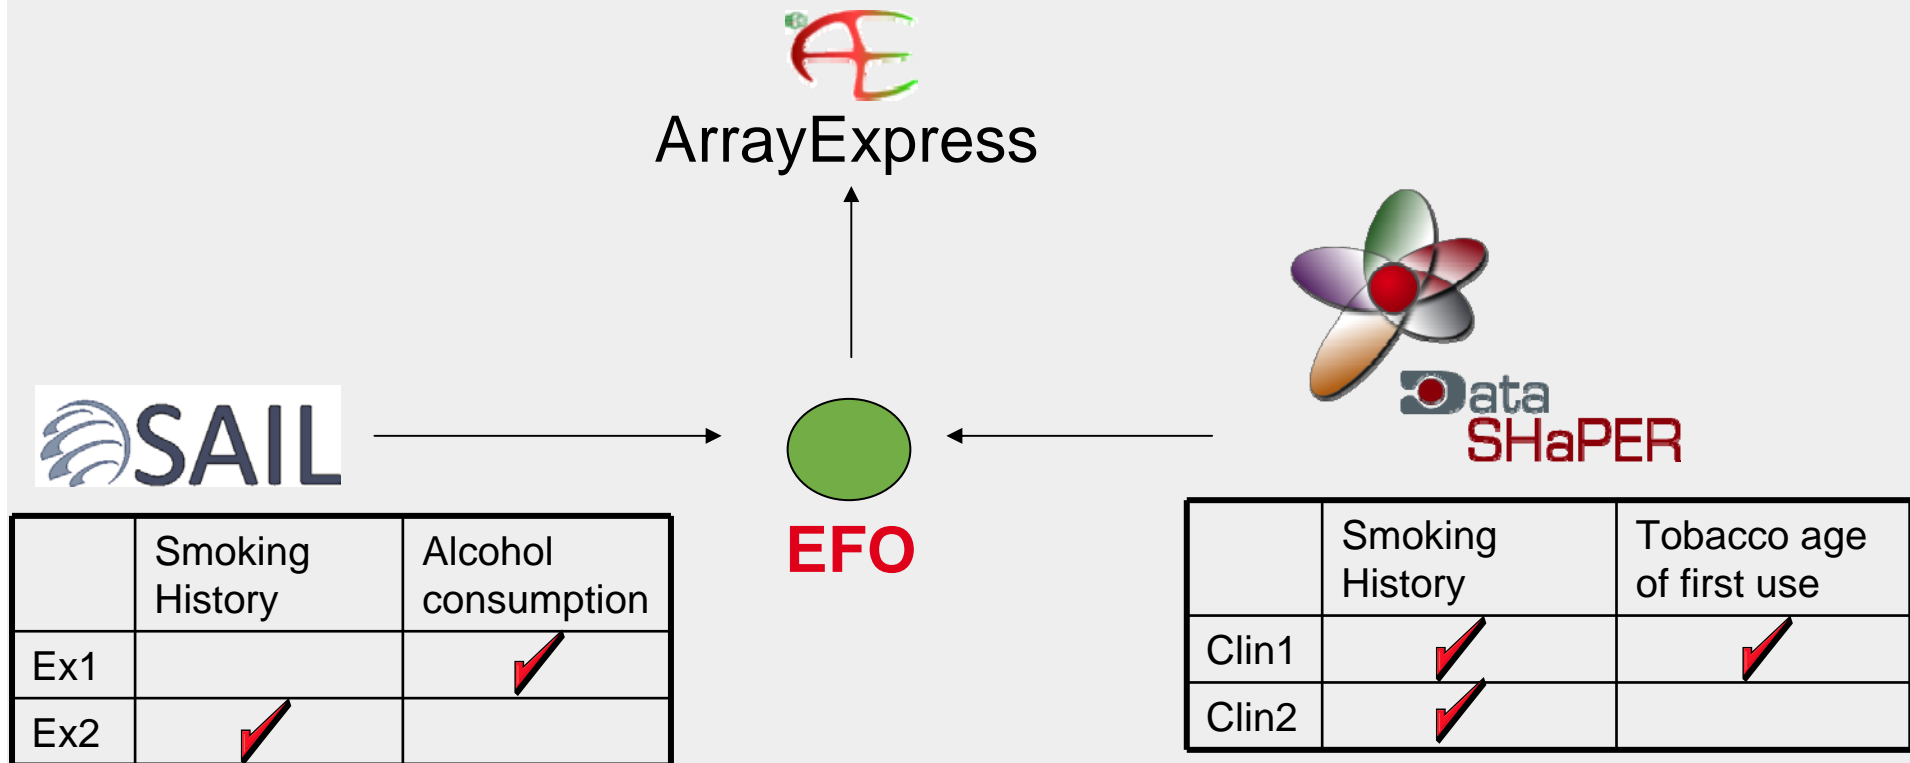 ArrayExpress
SAIL
Data
SHaPER
EFO
Smoking History
Alcohol consumption
Ex1
Ex2
Smoking History
Tobacco age of first use
Clin1
Clin2